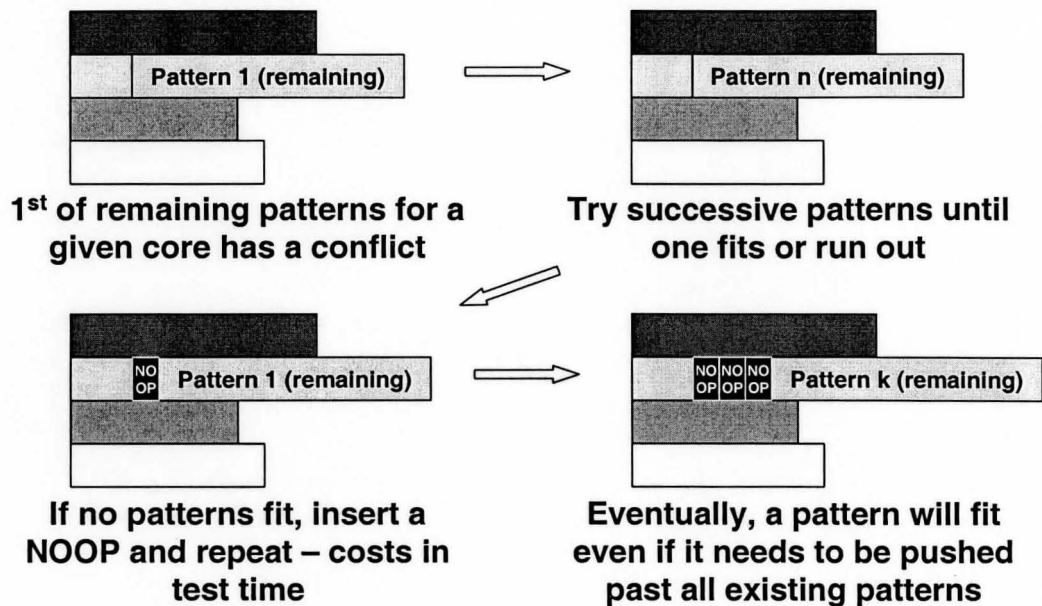 Pattern 1 (remaining)
Pattern n (remaining)
1st of remaining patterns for a
given core has a conflict
Try successive patterns until
one fits or run out
NO
OP
Pattern 1 (remaining)
NO NO NO
OP OP OP
Pattern k (remaining)
If no patterns fit, insert a
NOOP and repeat – costs in
test time
Eventually, a pattern will fit
even if it needs to be pushed
past all existing patterns